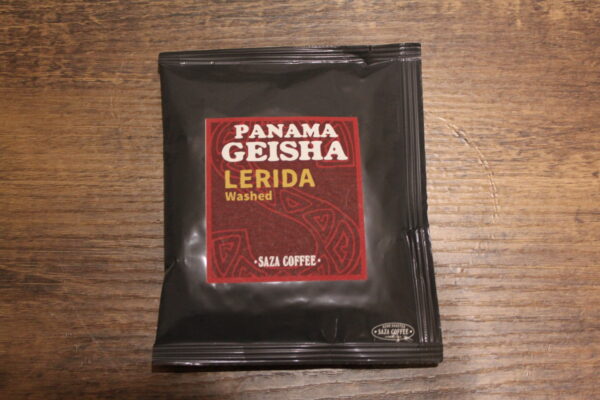 PANAMA
GEISHA
LERIDA
Washed
•SAZA COFFEE•
SAZA COFFEE